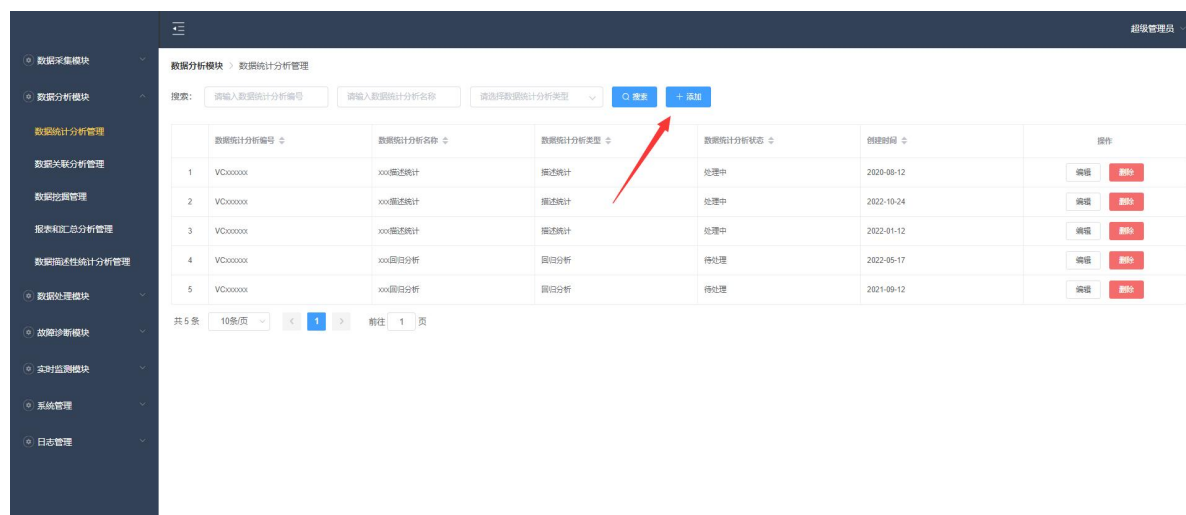 超级管理员
数据采集模块
数据分析模块
数据统计分析管理
数据关联分析管理
数据挖掘管理
报表和汇总分析管理
数据描述性统计分析管理
数据处理模块
故障诊断模块
实时监测模块
系统管理
日志管理
数据分析模块 > 数据统计分析管理
搜索: 请输入数据统计分析编号 请输入数据统计分析名称 请选择数据统计分析类型 搜索 + 添加
数据统计分析编号 数据统计分析名称 数据统计分析类型 数据统计分析状态 创建时间 操作
1 VCxxxxxx xxx描述统计 描述统计 处理中 2020-08-12 编辑 删除
2 VCxxxxxx xxx描述统计 描述统计 处理中 2022-10-24 编辑 删除
3 VCxxxxxx xxx描述统计 描述统计 处理中 2022-01-12 编辑 删除
4 VCxxxxxx xxx回归分析 回归分析 待处理 2022-05-17 编辑 删除
5 VCxxxxxx xxx回归分析 回归分析 待处理 2021-09-12 编辑 删除
共 5 条 10条/页 < 1 > 前往 1 页